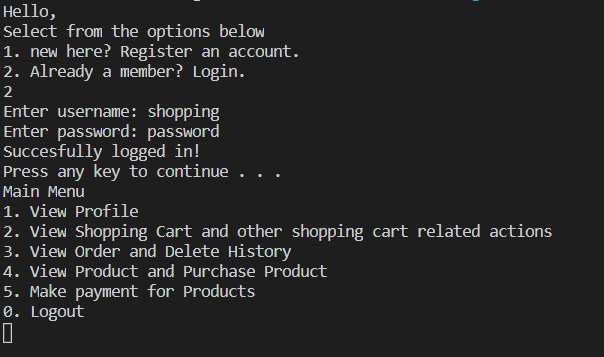 Hello,
Select from the options below
1. new here? Register an account.
2. Already a member? Login.
2
Enter username: shopping
Enter password: password
Succesfully logged in!
Press any key to continue . . .
Main Menu
1. View Profile
2. View Shopping Cart and other shopping cart related actions
3. View Order and Delete History
4. View Product and Purchase Product
5. Make payment for Products
0. Logout